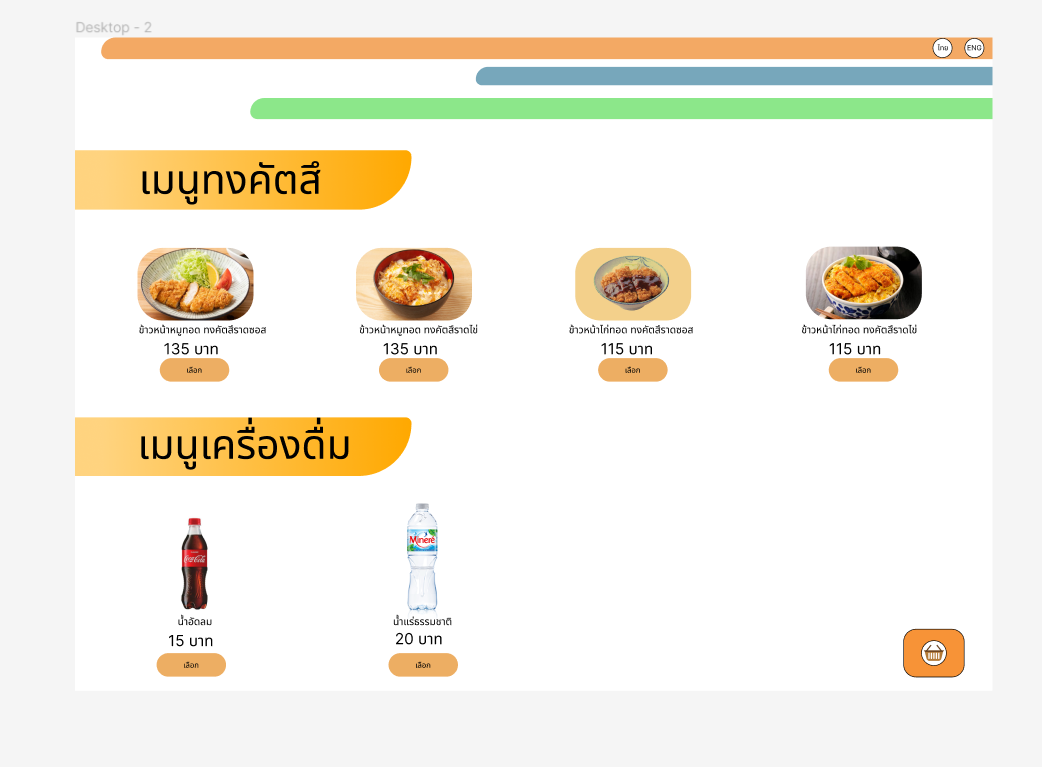 Desktop - 2
ไทย ENG
เมนูทงคัตสึ
ข้าวหน้าหมูทอด ทงคัตสึราดซอส ข้าวหน้าหมูทอด ทงคัตสึราดไข่ ข้าวหน้าไก่ทอด ทงคัตสึราดซอส ข้าวหน้าไก่ทอด ทงคัตสึราดไข่
135 บาท 135 บาท 115 บาท 115 บาท
เลือก เลือก เลือก เลือก
เมนูเครื่องดื่ม
Coca-Cola Minéré
น้ำอัดลม น้ำแร่ธรรมชาติ
15 บาท 20 บาท
เลือก เลือก